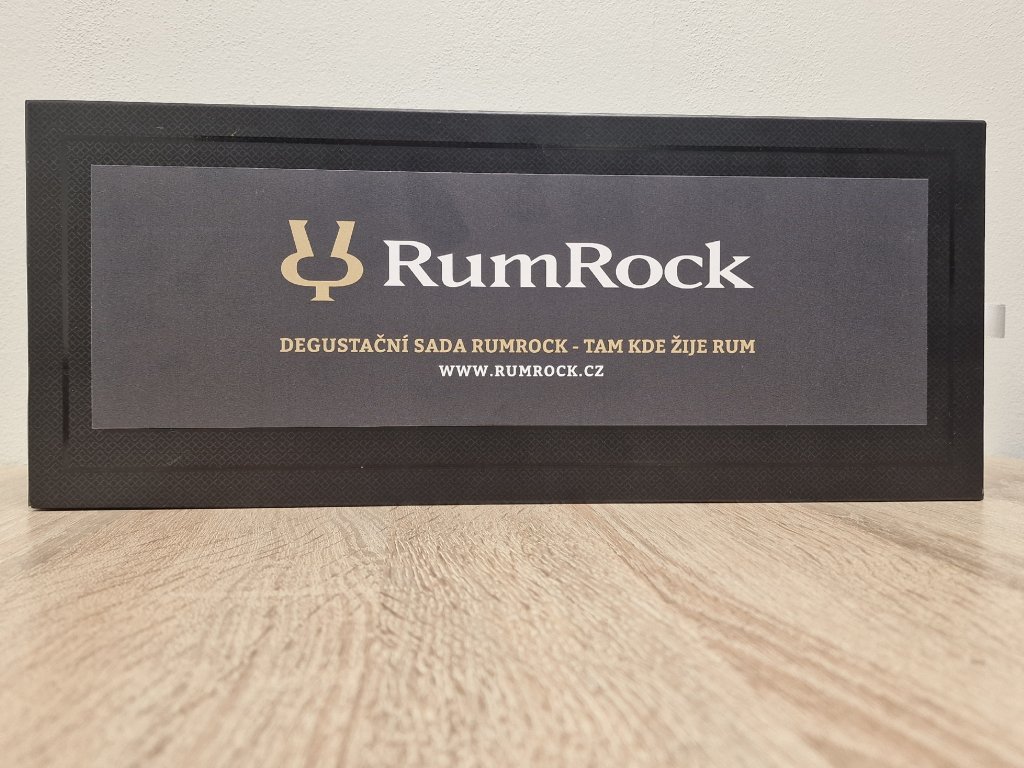 RumRock
DEGUSTAČNÍ SADA RUMROCK - TAM KDE ŽIJE RUM
WWW.RUMROCK.CZ